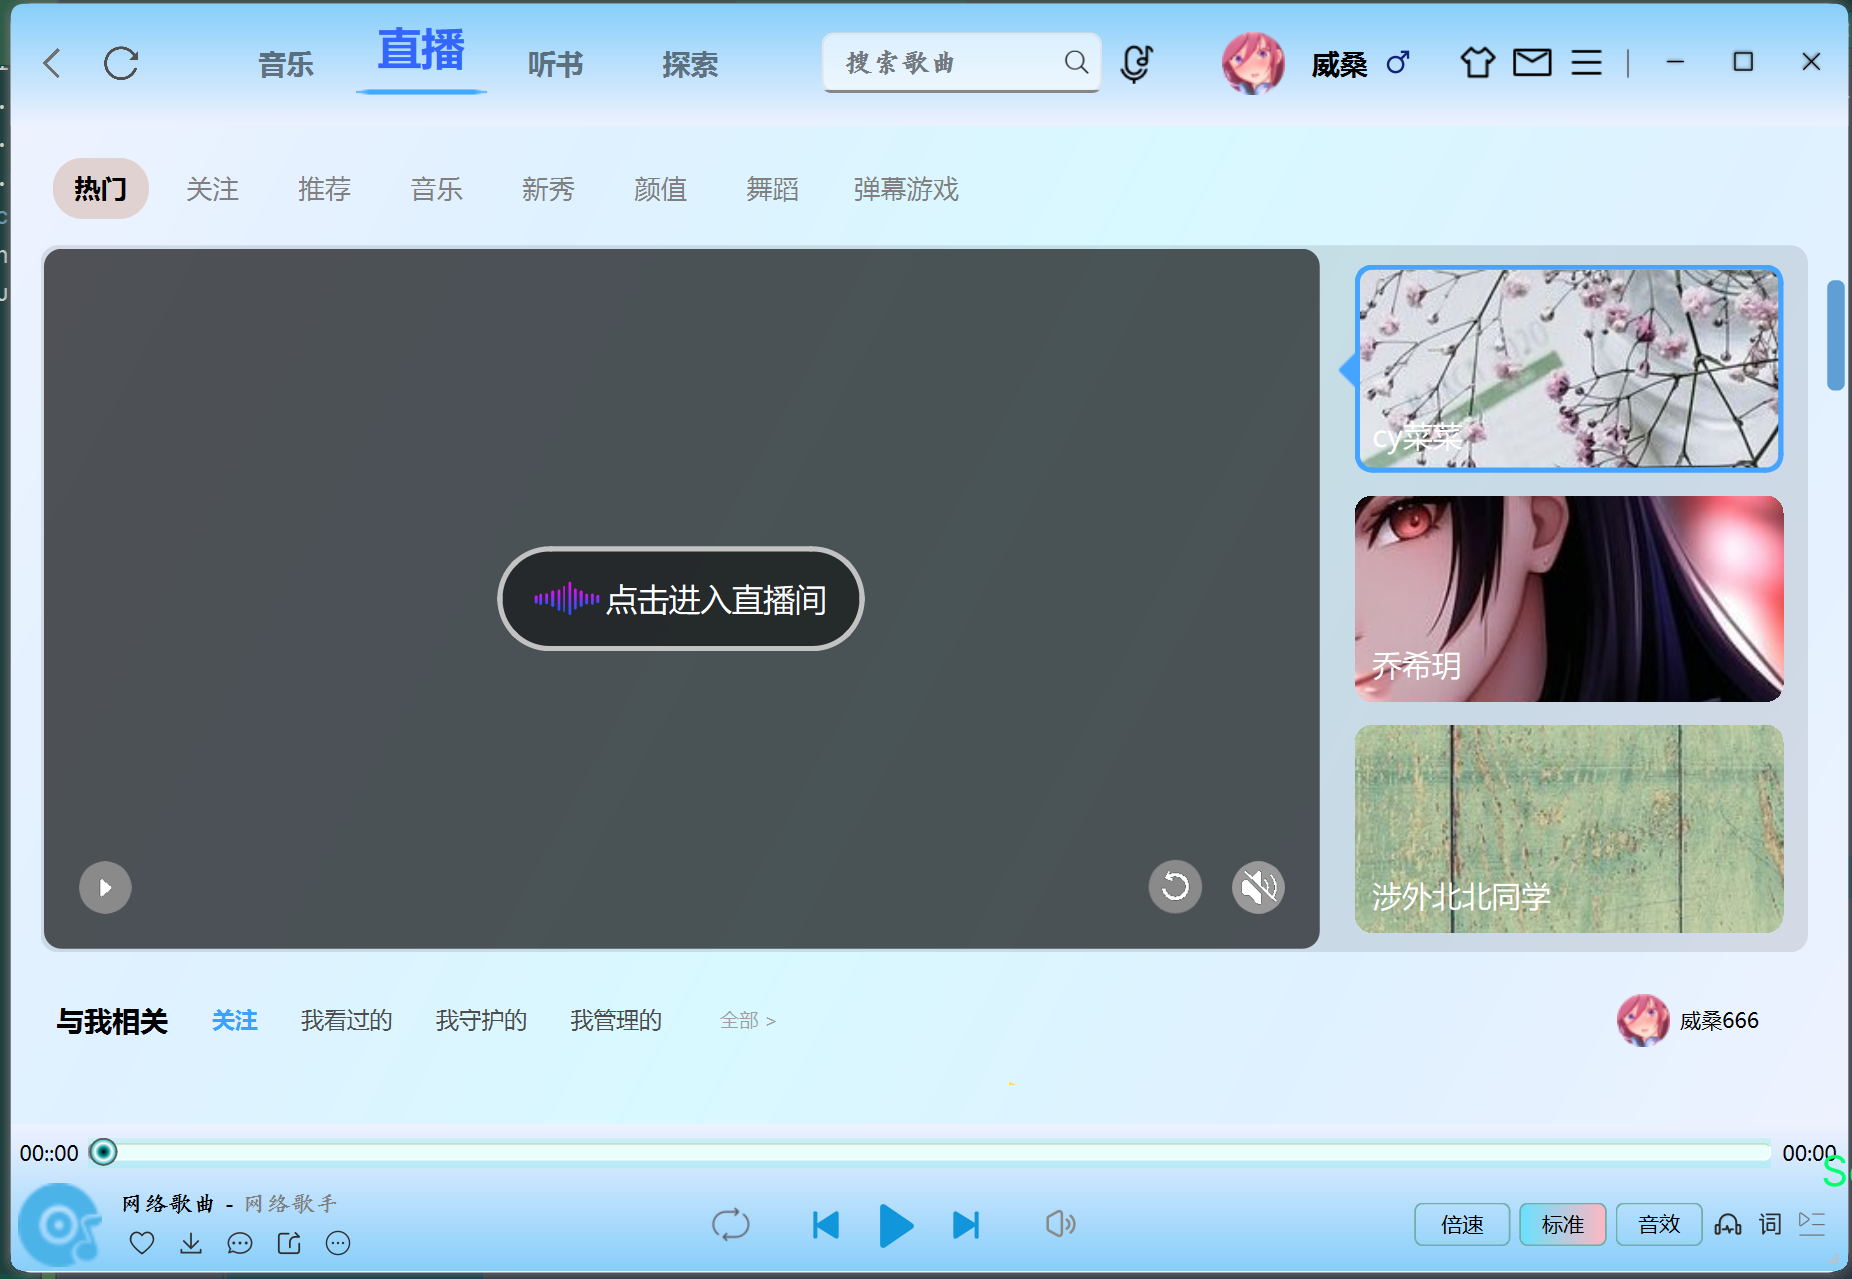 音乐 直播 听书 探索 搜索歌曲 威桑
热门 关注 推荐 音乐 新秀 颜值 舞蹈 弹幕游戏
cy菜菜
点击进入直播间
乔希玥
涉外北北同学
与我相关 关注 我看过的 我守护的 我管理的 全部 > 威桑666
00::00 00:00
网络歌曲 - 网络歌手
倍速 标准 音效 词